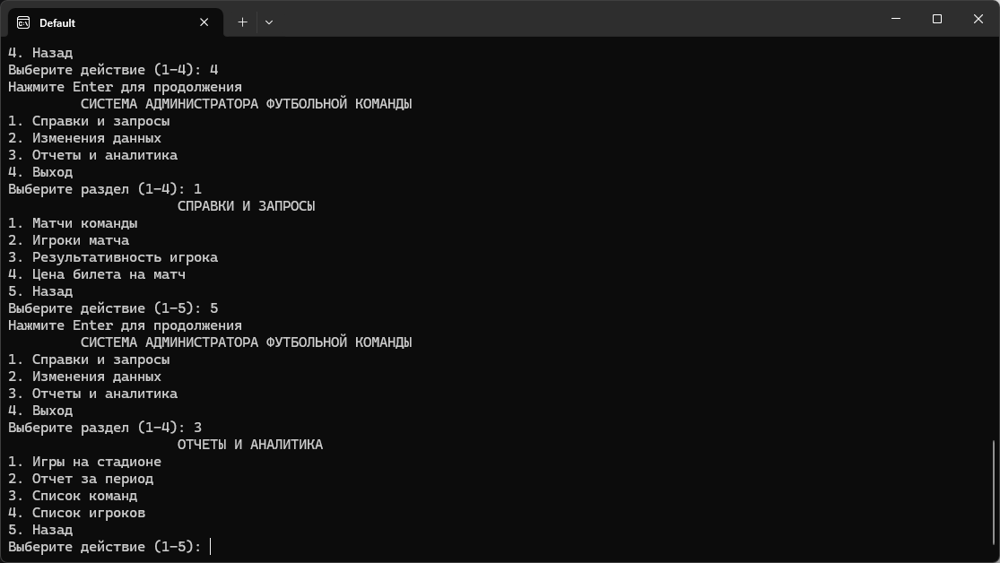 Default
4. Назад
Выберите действие (1-4): 4
Нажмите Enter для продолжения
СИСТЕМА АДМИНИСТРАТОРА ФУТБОЛЬНОЙ КОМАНДЫ
1. Справки и запросы
2. Изменения данных
3. Отчеты и аналитика
4. Выход
Выберите раздел (1-4): 1
СПРАВКИ И ЗАПРОСЫ
1. Матчи команды
2. Игроки матча
3. Результативность игрока
4. Цена билета на матч
5. Назад
Выберите действие (1-5): 5
Нажмите Enter для продолжения
СИСТЕМА АДМИНИСТРАТОРА ФУТБОЛЬНОЙ КОМАНДЫ
1. Справки и запросы
2. Изменения данных
3. Отчеты и аналитика
4. Выход
Выберите раздел (1-4): 3
ОТЧЕТЫ И АНАЛИТИКА
1. Игры на стадионе
2. Отчет за период
3. Список команд
4. Список игроков
5. Назад
Выберите действие (1-5):